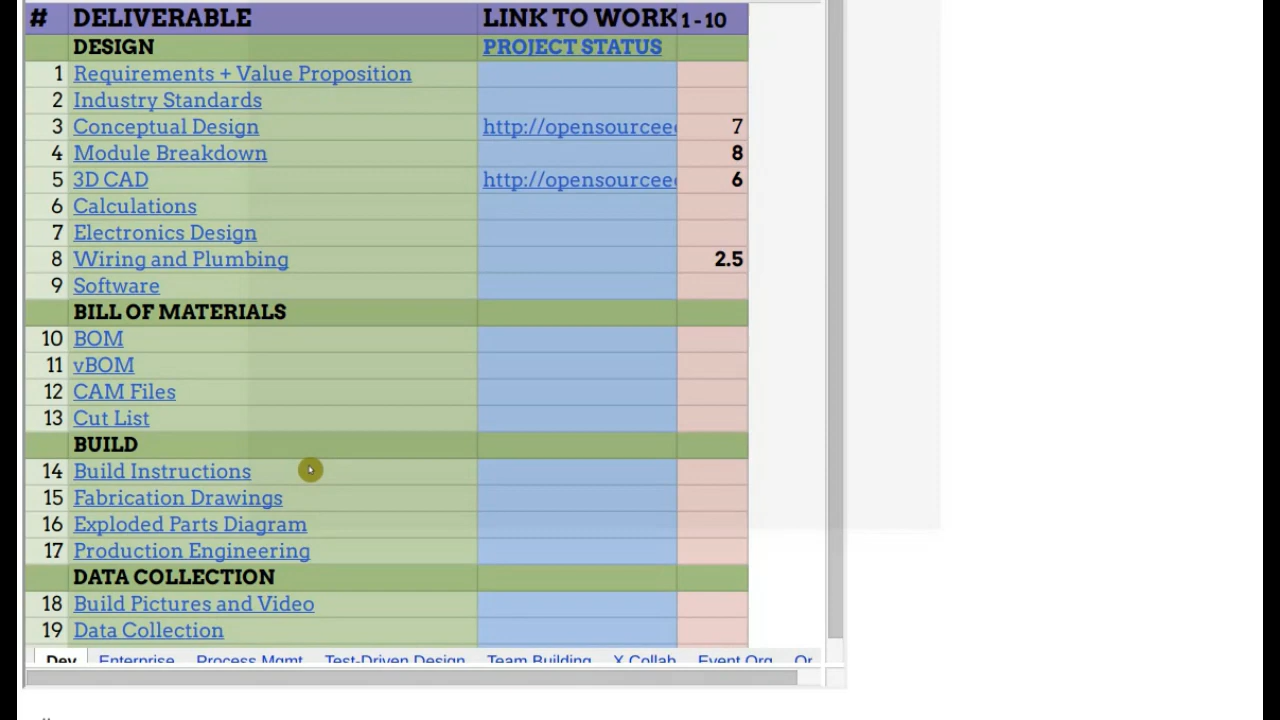 # DELIVERABLE LINK TO WORK 1 - 10
DESIGN PROJECT STATUS
1 Requirements + Value Proposition
2 Industry Standards
3 Conceptual Design http://opensourcee 7
4 Module Breakdown 8
5 3D CAD http://opensourcee 6
6 Calculations
7 Electronics Design
8 Wiring and Plumbing 2.5
9 Software
BILL OF MATERIALS
10 BOM
11 vBOM
12 CAM Files
13 Cut List
BUILD
14 Build Instructions
15 Fabrication Drawings
16 Exploded Parts Diagram
17 Production Engineering
DATA COLLECTION
18 Build Pictures and Video
19 Data Collection
Dev Enterprise Process Mgmt Test-Driven Design Team Building X Collab Event Org Or